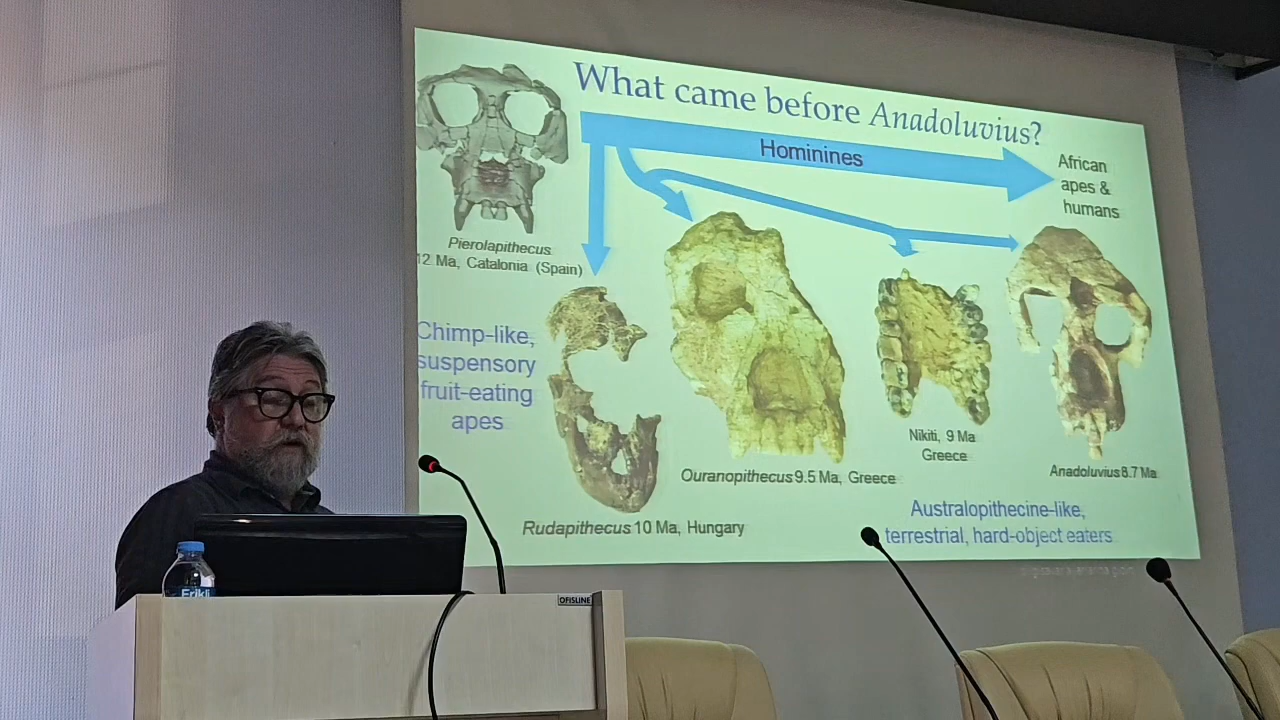 What came before Anadoluvius?
Hominines
African
apes &
humans
Pierolapithecus
12 Ma, Catalonia (Spain)
Chimp-like,
suspensory
fruit-eating
apes
Rudapithecus 10 Ma, Hungary
Ouranopithecus 9.5 Ma, Greece
Nikiti, 9 Ma
Greece
Anadoluvius 8.7 Ma
Australopithecine-like,
terrestrial, hard-object eaters
Erikli
OFISLINE